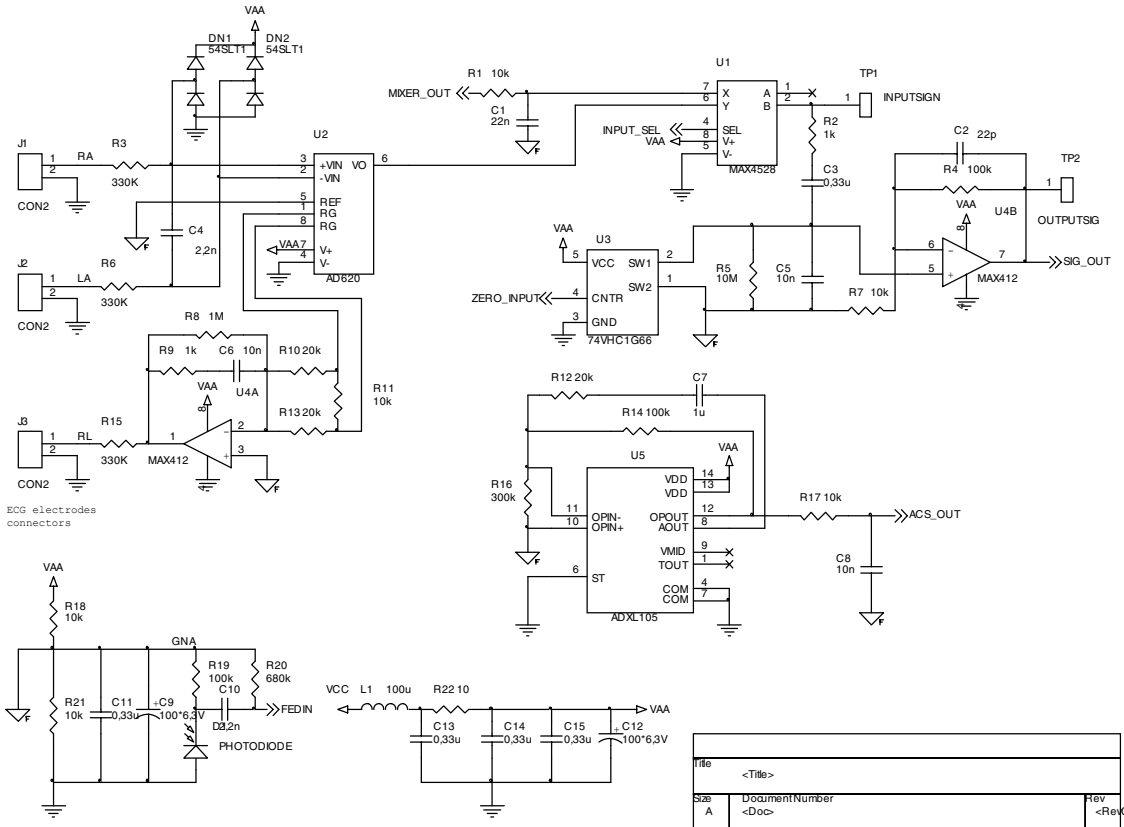 VAA
DN1
54SLT1
DN2
54SLT1
J1
1
2
CON2
RA
R3
330K
C4
2,2n
J2
1
2
CON2
LA
R6
330K
U2
3 +VIN VO 6
2 -VIN
5 REF
1 RG
8 RG
VAA 7 V+
4 V-
AD620
F
R8 1M
R9 1k
C6 10n
R10 20k
R11
10k
R13 20k
VAA
U4A
8
1
2
3
4
MAX412
F
J3
1
2
CON2
RL
R15
330K
ECG electrodes
connectors
MIXER_OUT
R1 10k
C1
22n
F
U1
7 X A 1
6 Y B 2
INPUT_SEL 4 SEL
VAA 8 V+
5 V-
MAX4528
TP1
1
INPUTSIGN
R2
1k
C3
0,33u
C2 22p
R4 100k
TP2
1
OUTPUTSIG
VAA
U4B
8
6
5
7
4
MAX412
SIG_OUT
VAA
U3
5 VCC SW1 2
SW2 1
ZERO_INPUT 4 CNTR
3 GND
74VHC1G66
R5
10M
C5
10n
R7 10k
F
R12 20k
C7
1u
R14 100k
R16
300k
F
U5
VAA
VDD 14
VDD 13
11 OPIN- OPOUT 12
10 OPIN+ AOUT 8
VMID 9
TOUT 1
6 ST
COM 4
COM 7
ADXL105
R17 10k
ACS_OUT
C8
10n
F
VAA
R18
10k
GNA
F
R21
10k
C11
0,33u
C9
100*6,3V
R19
100k
C10
2,2n
R20
680k
FEDIN
PHOTODIODE
VCC
L1 100u
R22 10
VAA
C13
0,33u
C14
0,33u
C15
0,33u
C12
100*6,3V
Title
<Title>
Size
A
Document Number
<Doc>
Rev